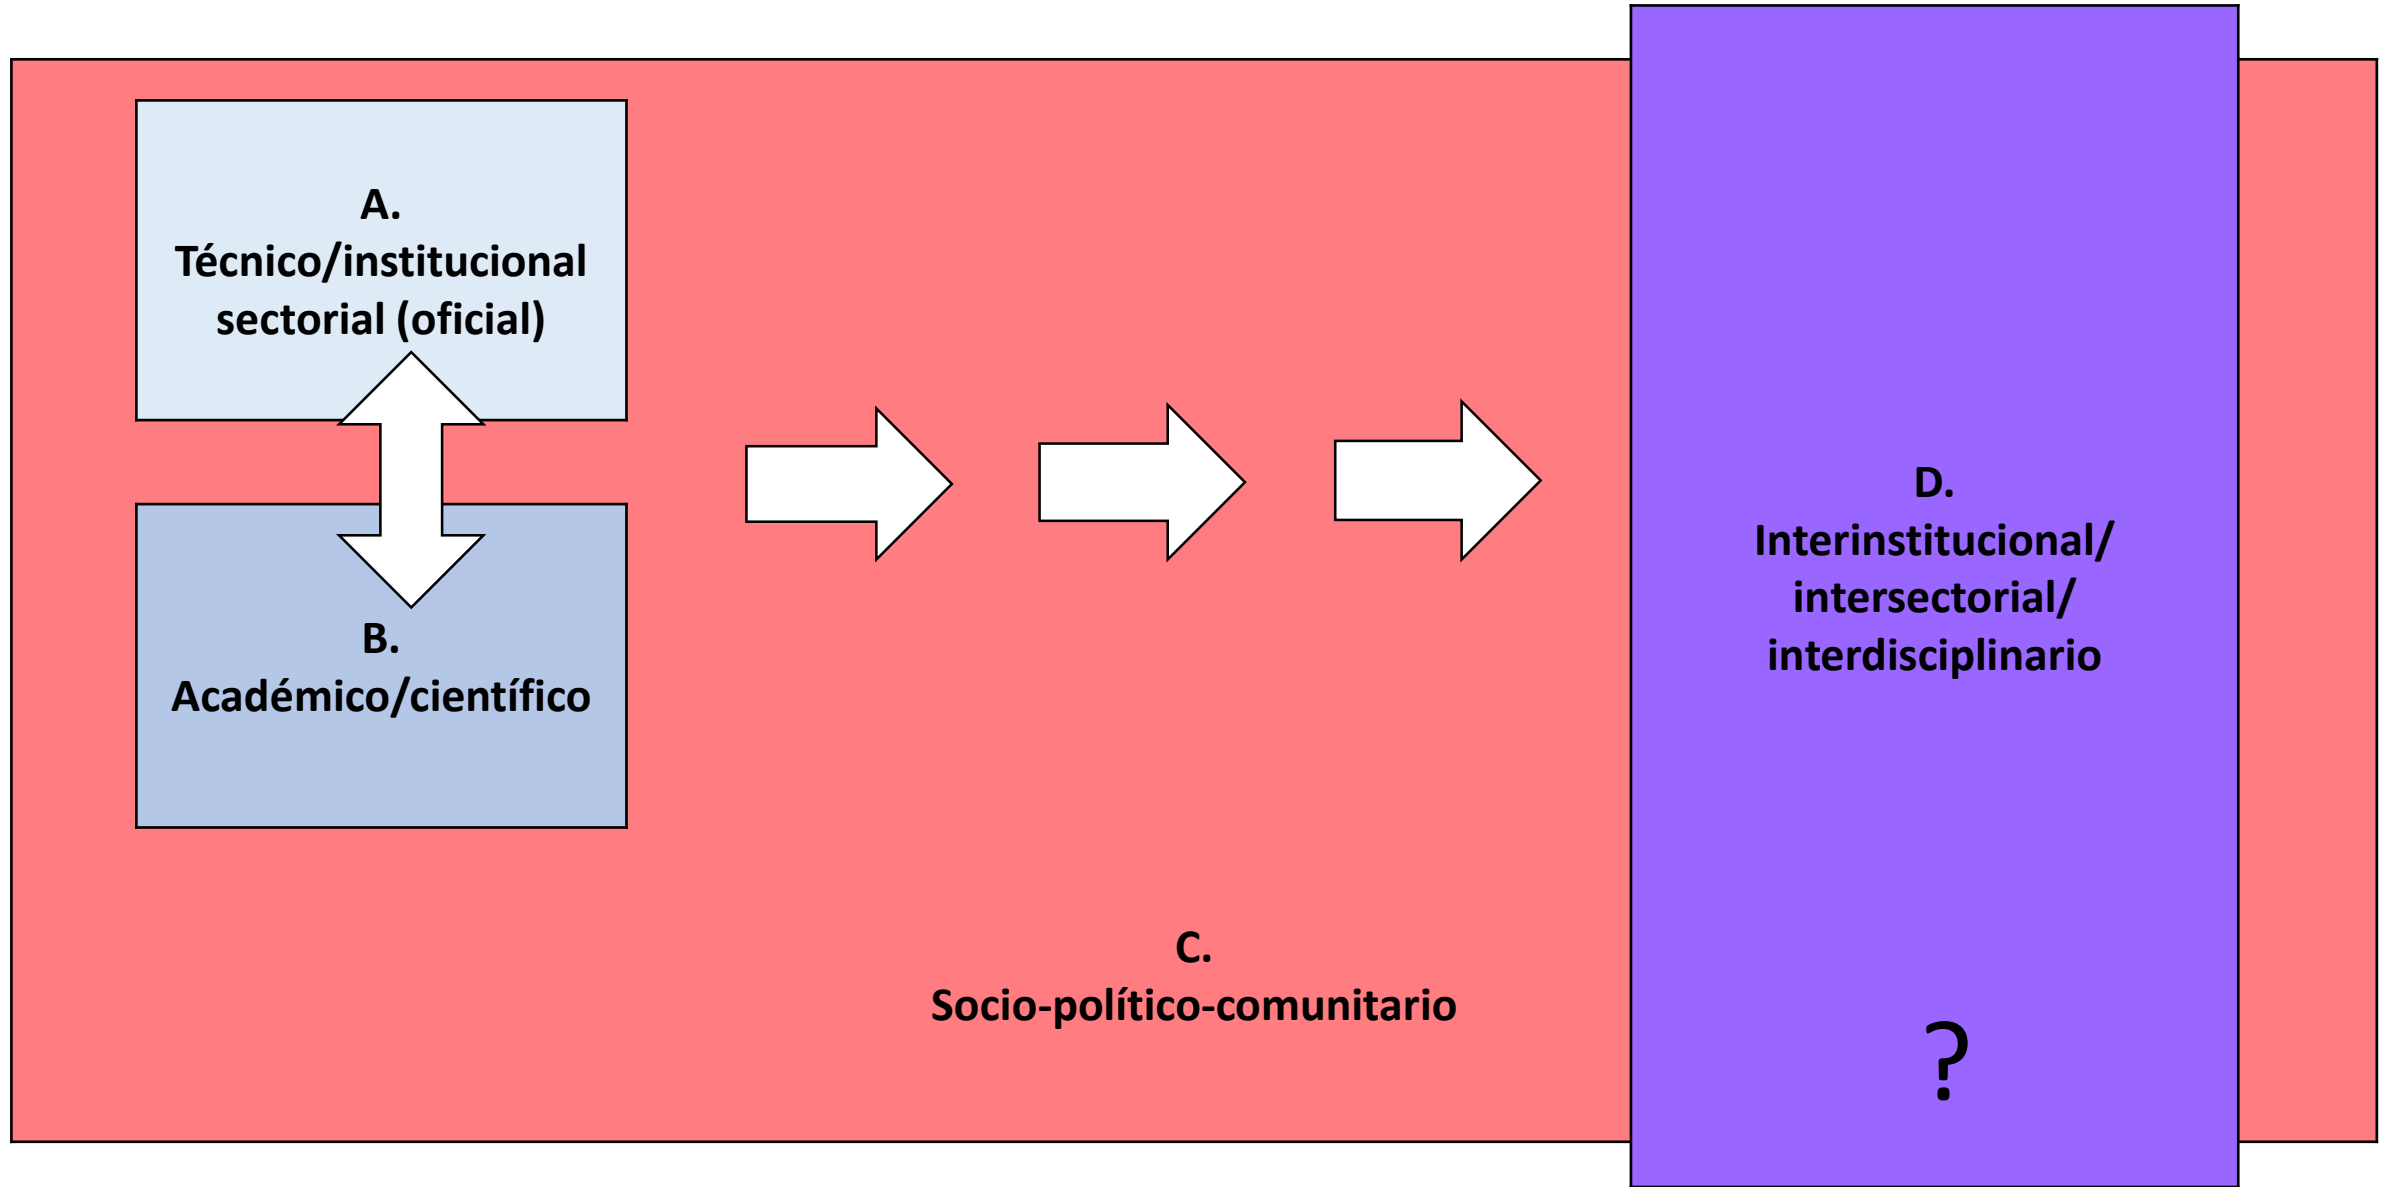 A.
Técnico/institucional
sectorial (oficial)
B.
Académico/científico
C.
Socio-político-comunitario
D.
Interinstitucional/
intersectorial/
interdisciplinario
?